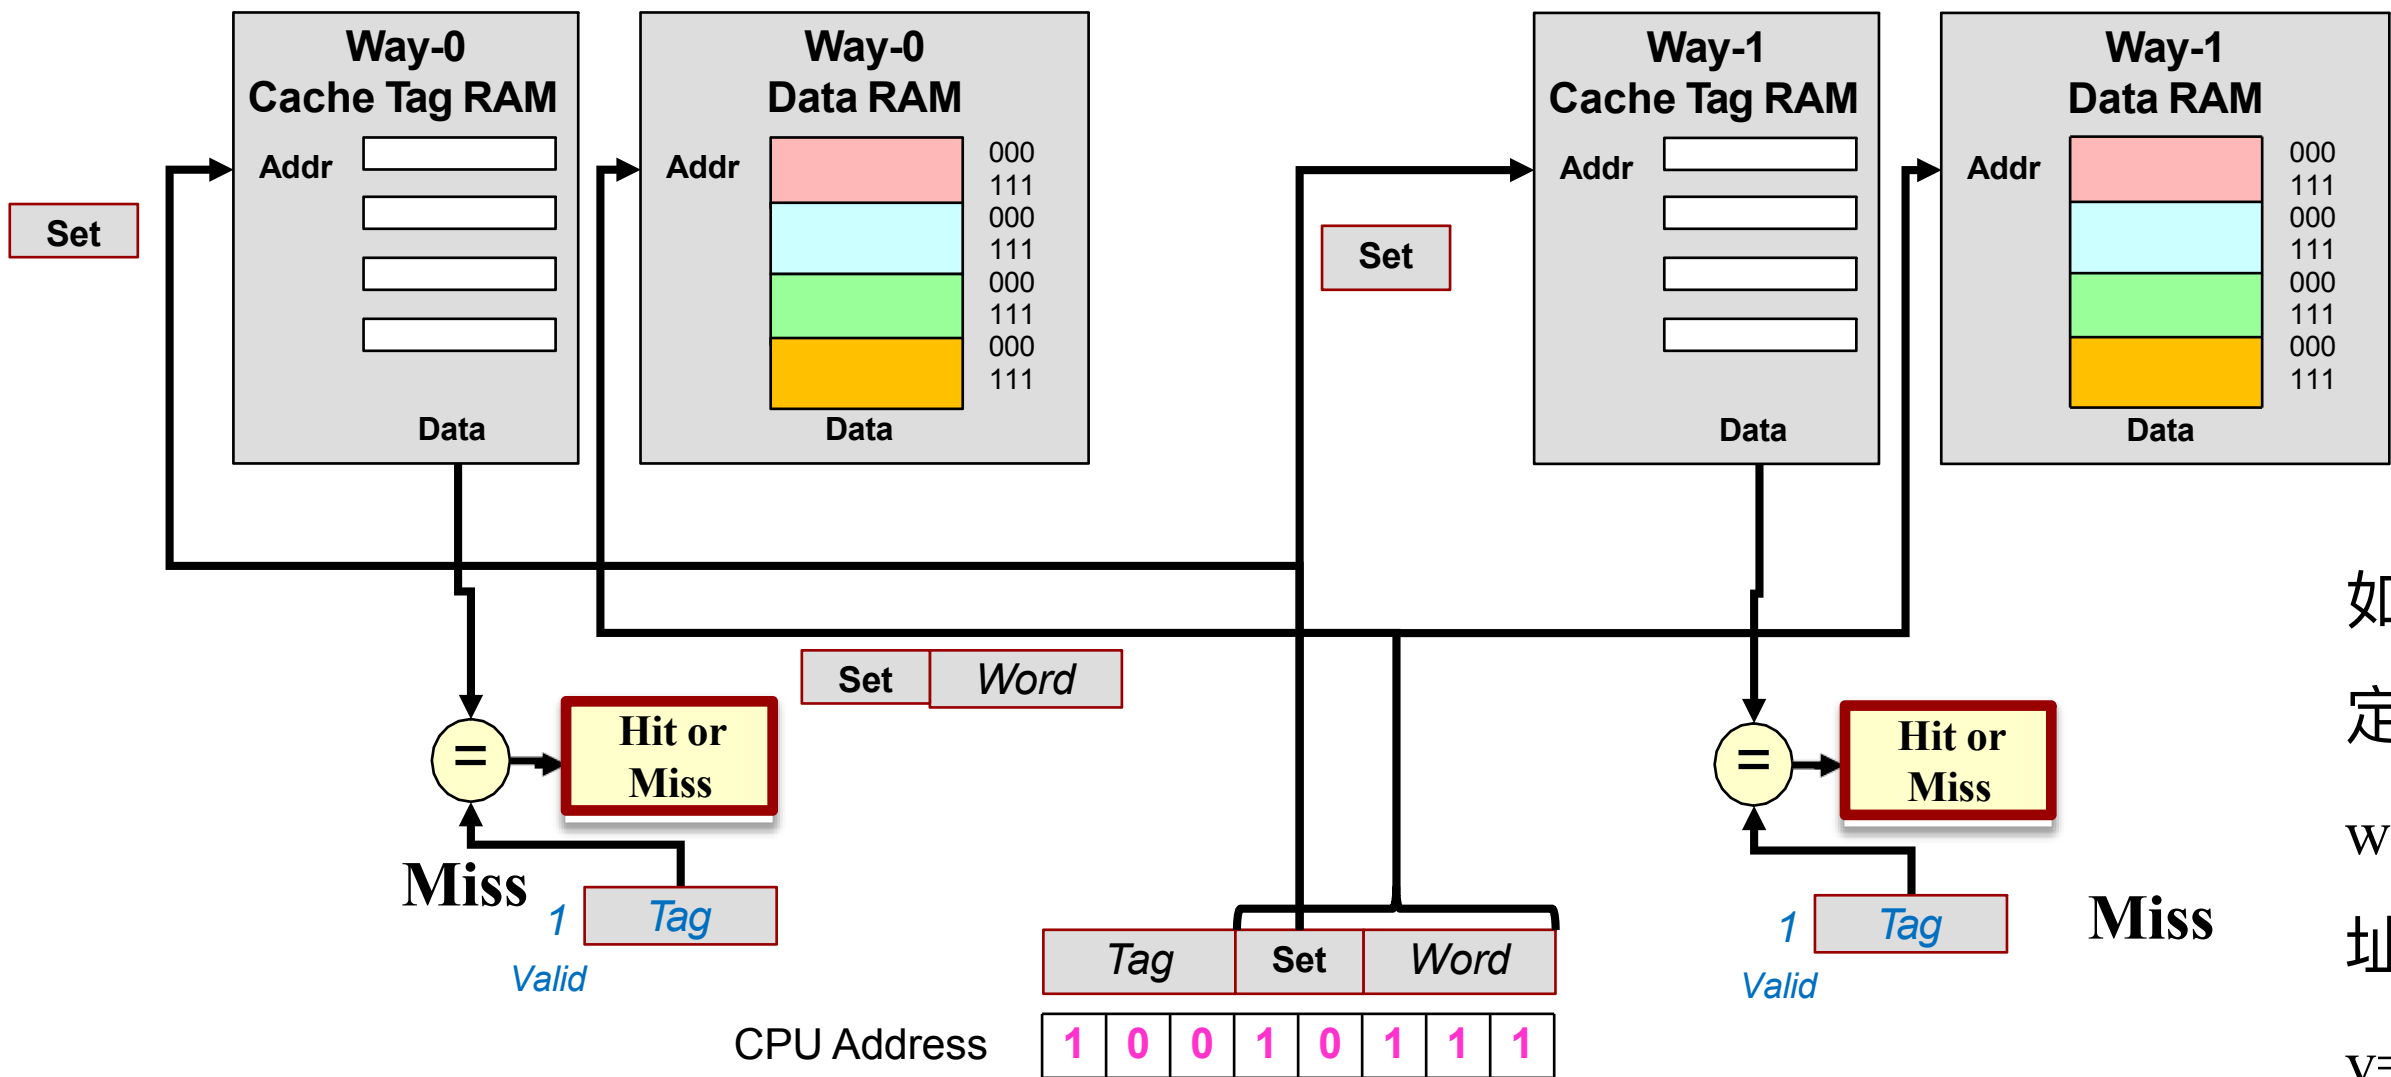 Way-0
Cache Tag RAM
Addr
Data
Way-0
Data RAM
Addr
000
111
000
111
000
111
000
111
Data
Way-1
Cache Tag RAM
Addr
Data
Way-1
Data RAM
Addr
000
111
000
111
000
111
000
111
Data
Set
Set
Set Word
=
Hit or
Miss
=
Hit or
Miss
Miss
1 Tag
Valid
1 Tag
Valid
Miss
Tag Set Word
CPU Address 1 0 0 1 0 1 1 1
如
定
w
址